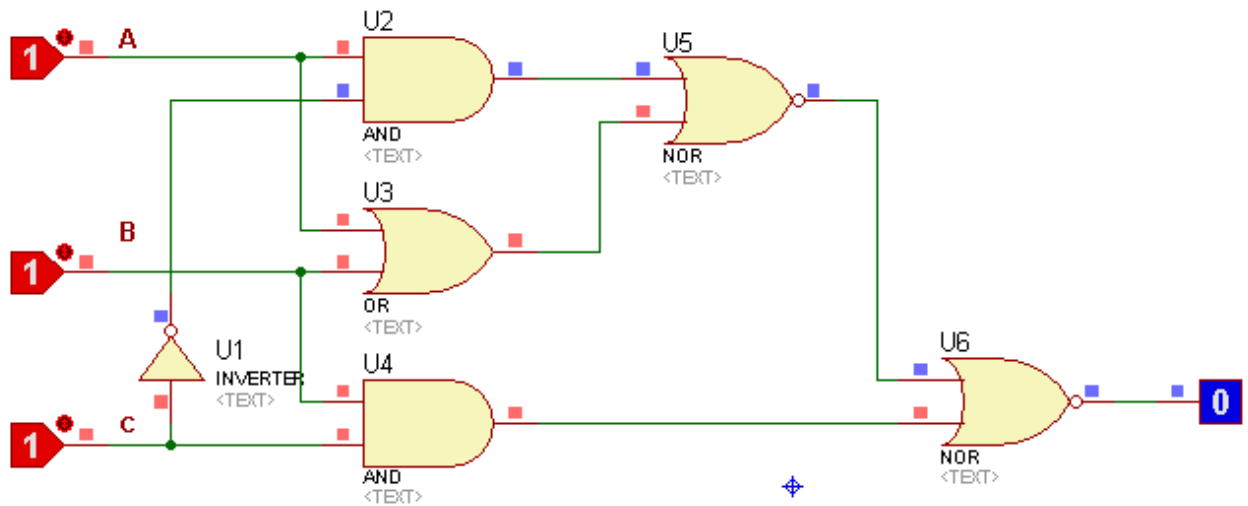 U2
1
A
U5
AND
<TEXT>
NOR
<TEXT>
U3
B
1
OR
<TEXT>
U1
INVERTER
<TEXT>
U4
U6
1
C
0
AND
<TEXT>
NOR
<TEXT>